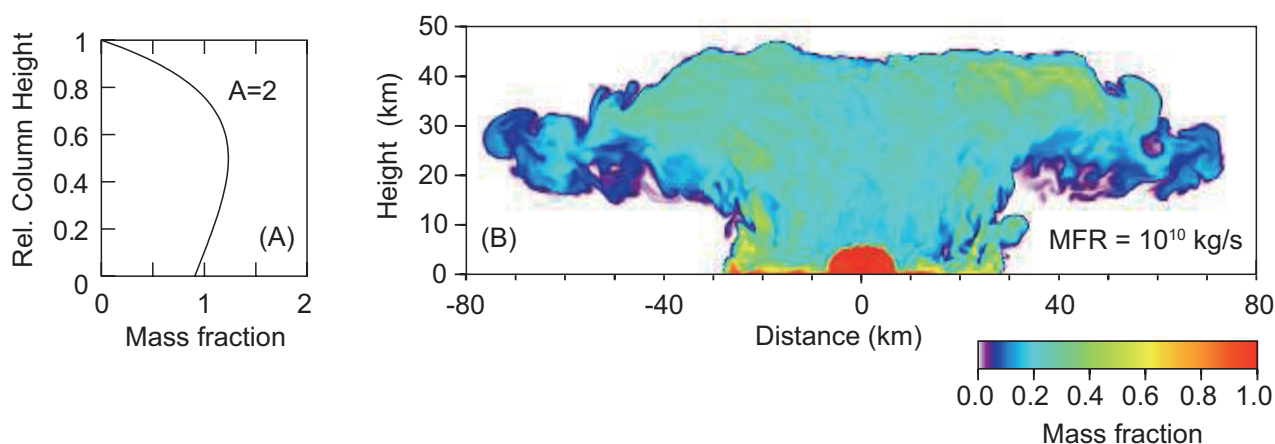 1
0.8
0.6
0.4
0.2
0
Rel. Column Height
A=2
(A)
0 1 2
Mass fraction
50
40
30
20
10
0
Height (km)
(B)
MFR = 10¹⁰ kg/s
-80 -40 0 40 80
Distance (km)
0.0 0.2 0.4 0.6 0.8 1.0
Mass fraction